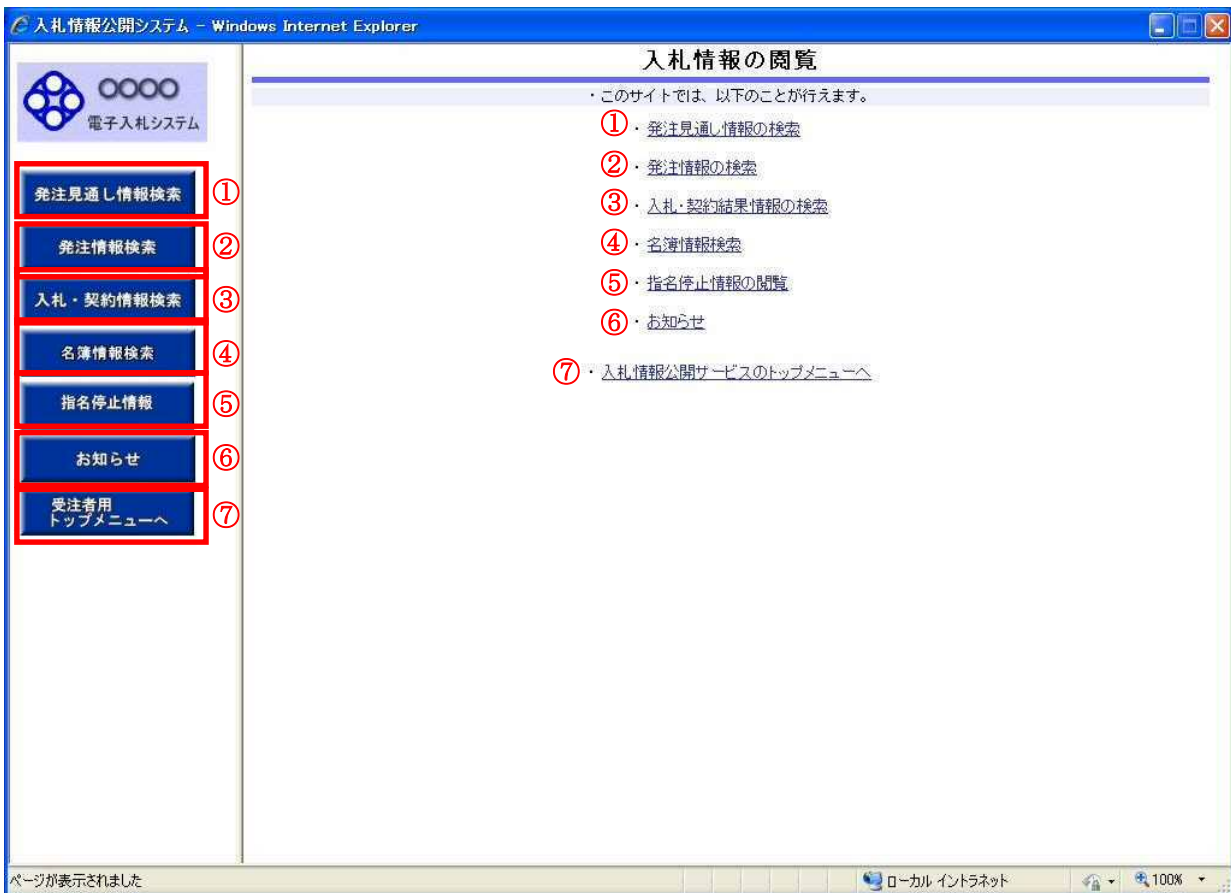 入札情報公開システム - Windows Internet Explorer
○○○○
電子入札システム
発注見通し情報検索 ①
発注情報検索 ②
入札・契約情報検索 ③
名簿情報検索 ④
指名停止情報 ⑤
お知らせ ⑥
受注者用
トップメニューへ ⑦
入札情報の閲覧
・このサイトでは、以下のことが行えます。
①・発注見通し情報の検索
②・発注情報の検索
③・入札・契約結果情報の検索
④・名簿情報検索
⑤・指名停止情報の閲覧
⑥・お知らせ
⑦・入札情報公開サービスのトップメニューへ
ページが表示されました
ローカル イントラネット
100%